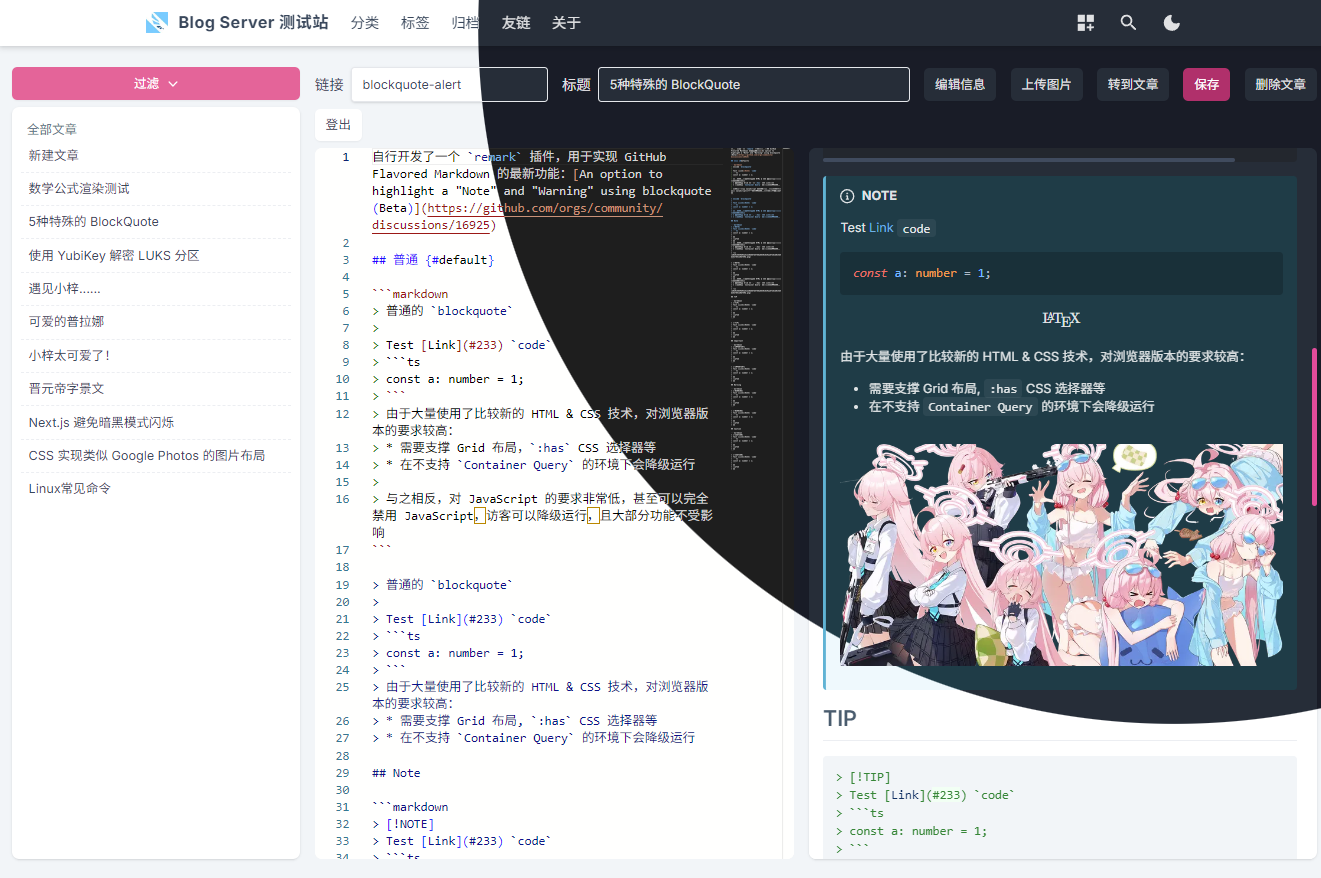 Blog Server 测试站 分类 标签 归档 友链 关于
过滤
链接 blockquote-alert 标题 5种特殊的 BlockQuote 编辑信息 上传图片 转到文章 保存 删除文章
登出
全部文章
新建文章
数学公式渲染测试
5种特殊的 BlockQuote
使用 YubiKey 解密 LUKS 分区
遇见小梓......
可爱的普拉娜
小梓太可爱了!
晋元帝字景文
Next.js 避免暗黑模式闪烁
CSS 实现类似 Google Photos 的图片布局
Linux常见命令
1 自行开发了一个 `remark` 插件，用于实现 GitHub
Flavored Markdown 的最新功能：[An option to
highlight a "Note" and "Warning" using blockquote
(Beta)](https://github.com/orgs/community/
discussions/16925)
2
3 ## 普通 {#default}
4
5 ```markdown
6 > 普通的 `blockquote`
7 >
8 > Test [Link](#233) `code`
9 > ```ts
10 > const a: number = 1;
11 > ```
12 > 由于大量使用了比较新的 HTML & CSS 技术，对浏览器版
本的要求较高：
13 > * 需要支撑 Grid 布局，`:has` CSS 选择器等
14 > * 在不支持 `Container Query` 的环境下会降级运行
15 >
16 > 与之相反，对 JavaScript 的要求非常低，甚至可以完全
禁用 JavaScript，访客可以降级运行，且大部分功能不受影
响
17 ```
18
19 > 普通的 `blockquote`
20 >
21 > Test [Link](#233) `code`
22 > ```ts
23 > const a: number = 1;
24 > ```
25 > 由于大量使用了比较新的 HTML & CSS 技术，对浏览器版
本的要求较高：
26 > * 需要支撑 Grid 布局，`:has` CSS 选择器等
27 > * 在不支持 `Container Query` 的环境下会降级运行
28
29 ## Note
30
31 ```markdown
32 > [!NOTE]
33 > Test [Link](#233) `code`
34 > ```ts
NOTE
Test Link code
const a: number = 1;
LATEX
由于大量使用了比较新的 HTML & CSS 技术，对浏览器版本的要求较高：
• 需要支撑 Grid 布局，:has CSS 选择器等
• 在不支持 Container Query 的环境下会降级运行
TIP
> [!TIP]
> Test [Link](#233) `code`
> ```ts
> const a: number = 1;
> ```